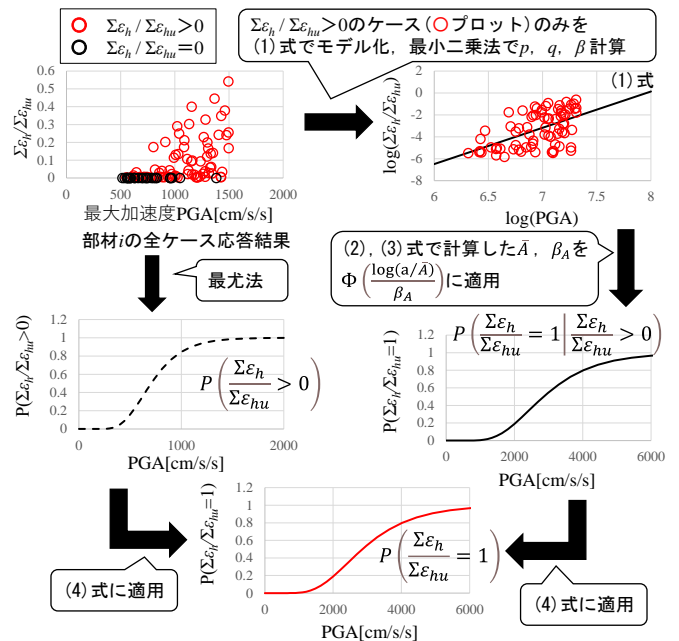 Σε_h / Σε_hu>0
Σε_h / Σε_hu=0
Σε_h / Σε_hu>0のケース(○プロット)のみを
(1)式でモデル化, 最小二乗法でp, q, β計算
Σε_h/Σε_hu
0.6
0.5
0.4
0.3
0.2
0.1
0
0 500 1000 1500 2000
最大加速度PGA[cm/s/s]
部材iの全ケース応答結果
log(Σε_h/Σε_hu)
(1)式
2
0
-2
-4
-6
-8
6 6.5 7 7.5 8
log(PGA)
最尤法
(2),(3)式で計算したĀ, β_Aを
Φ(log(a/Ā)/β_A)に適用
P(Σε_h/Σε_hu>0)
1.2
1
0.8
0.6
0.4
0.2
0
P(Σε_h/Σε_hu > 0)
0 1000 2000
PGA[cm/s/s]
P(Σε_h/Σε_hu=1)
1.2
1
0.8
0.6
0.4
0.2
0
P(Σε_h/Σε_hu = 1|Σε_h/Σε_hu > 0)
0 2000 4000 6000
PGA[cm/s/s]
(4)式に適用
P(Σε_h/Σε_hu=1)
1.2
1
0.8
0.6
0.4
0.2
0
P(Σε_h/Σε_hu = 1)
0 2000 4000 6000
PGA[cm/s/s]
(4)式に適用